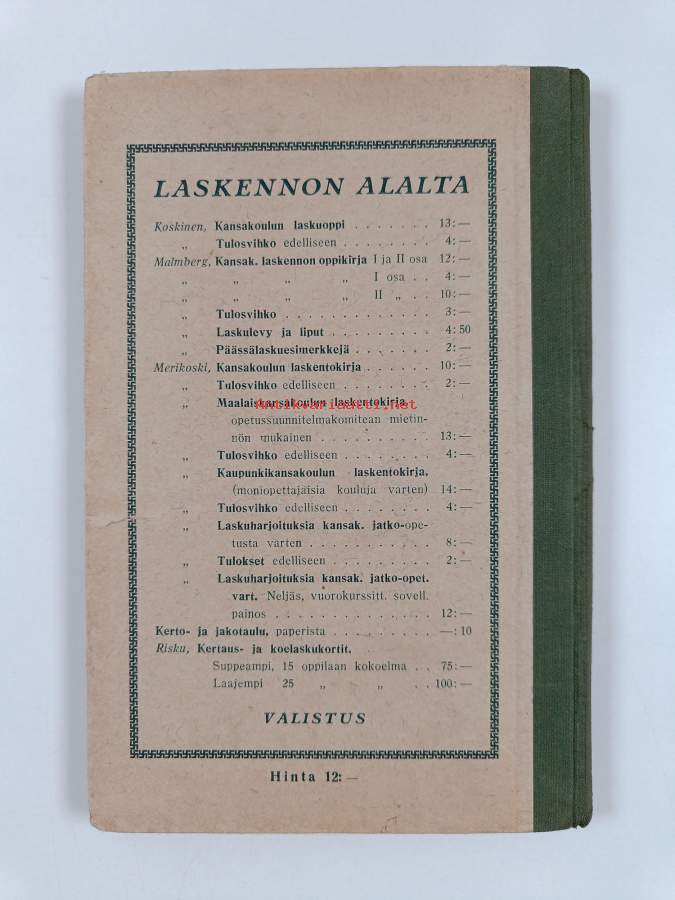 LASKENNON ALALTA
Koskinen, Kansakoulun laskuoppi . . . . . . . 13: —
„ Tulosvihko edelliseen . . . . . . . . 4: —
Malmberg, Kansak. laskennon oppikirja I ja II osa 12: —
„ „ „ „ I osa . . 4: —
„ „ „ „ II „ . . 10: —
„ Tulosvihko . . . . . . . . . . . . . 3: —
„ Laskulevy ja liput . . . . . . . . . 4: 50
„ Päässälaskuesimerkkejä . . . . . . . 2: —
Merikoski, Kansakoulun laskentokirja . . . . . . 10: —
„ Tulosvihko edelliseen . . . . . . . . 2: —
„ Maalaiskansakoulun laskentokirja,
Antikvariaatti.net
opetussuunnitelmakomitean mietin-
nön mukainen . . . . . . . . . . 13: —
„ Tulosvihko edelliseen . . . . . . . . 4: —
„ Kaupunkikansakoulun laskentokirja,
(moniopettajaisia kouluja varten) 14: —
„ Tulosvihko edelliseen . . . . . . . . 4: —
„ Laskuharjoituksia kansak. jatko-ope-
tusta varten . . . . . . . . . . . 8: —
„ Tulokset edelliseen . . . . . . . . . 2: —
„ Laskuharjoituksia kansak. jatko-opet.
vart. Neljäs, vuorokurssitt. sovell.
painos . . . . . . . . . . . . . . 12: —
Kerto- ja jakotaulu, paperista . . . . . . . . . —: 10
Risku, Kertaus- ja koelaskukortit,
Suppeampi, 15 oppilaan kokoelma . . 75: —
Laajempi 25 „ „ . . 100: —
VALISTUS
Hinta 12: —